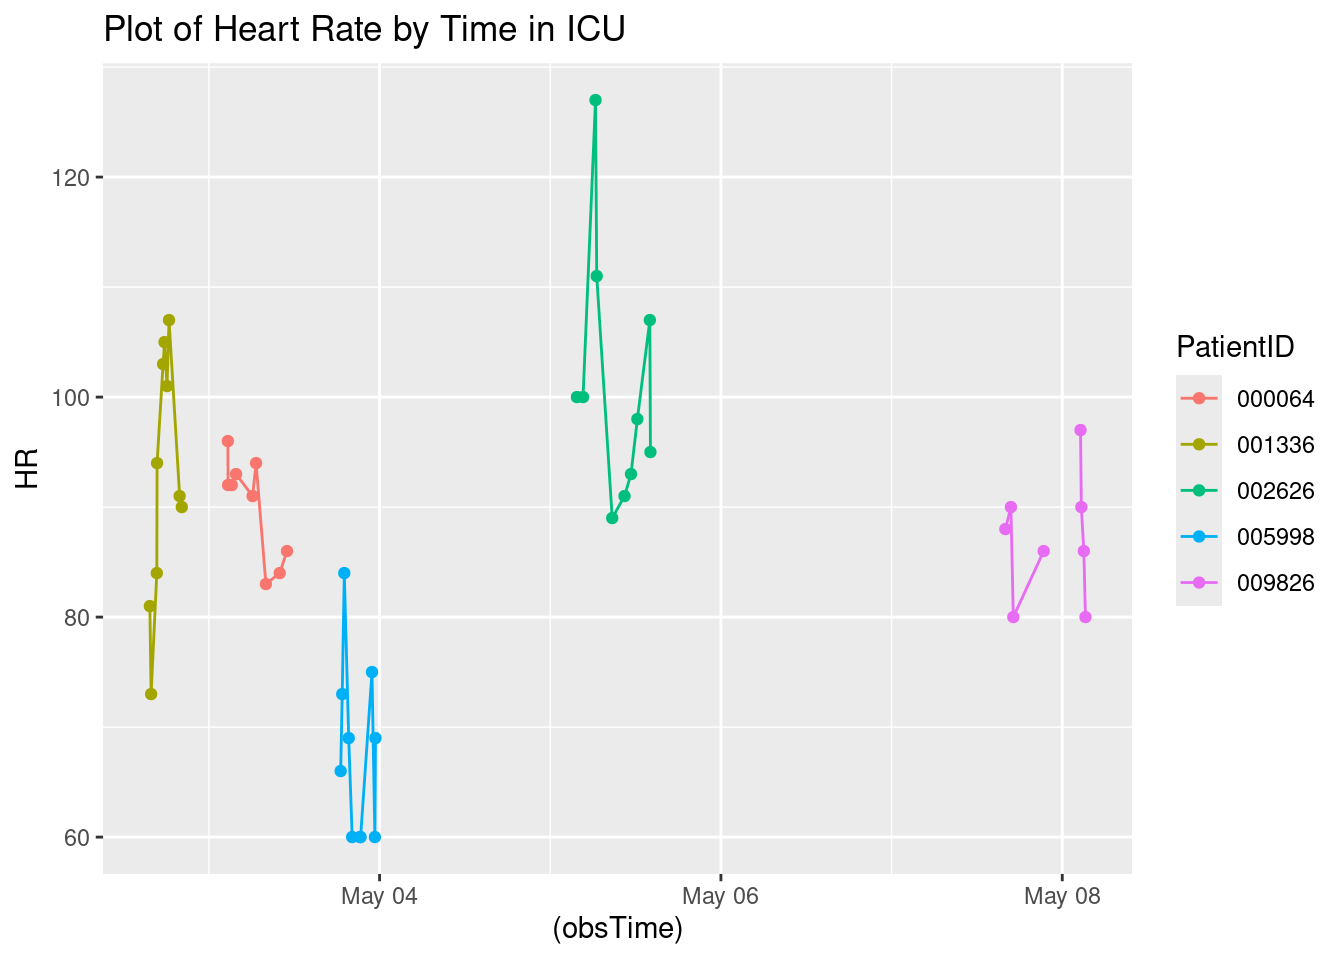 Plot of Heart Rate by Time in ICU
120
100
80
60
HR
May 04
May 06
May 08
(obsTime)
PatientID
000064
001336
002626
005998
009826